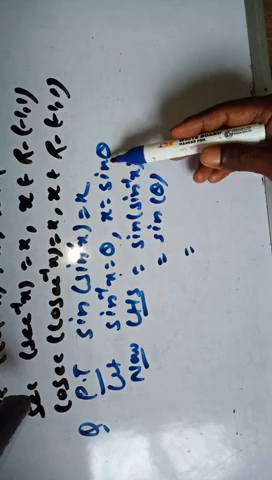 sec (sec⁻¹x) = x, x ∈ R-(-1,1)
cosec (cosec⁻¹x) = x, x ∈ R-(-1,1)
Q P.T sin (sin⁻¹x) = x
Let sin⁻¹x = θ, x = sinθ
Now LHS = sin(sin⁻¹x)
= sin(θ)
=